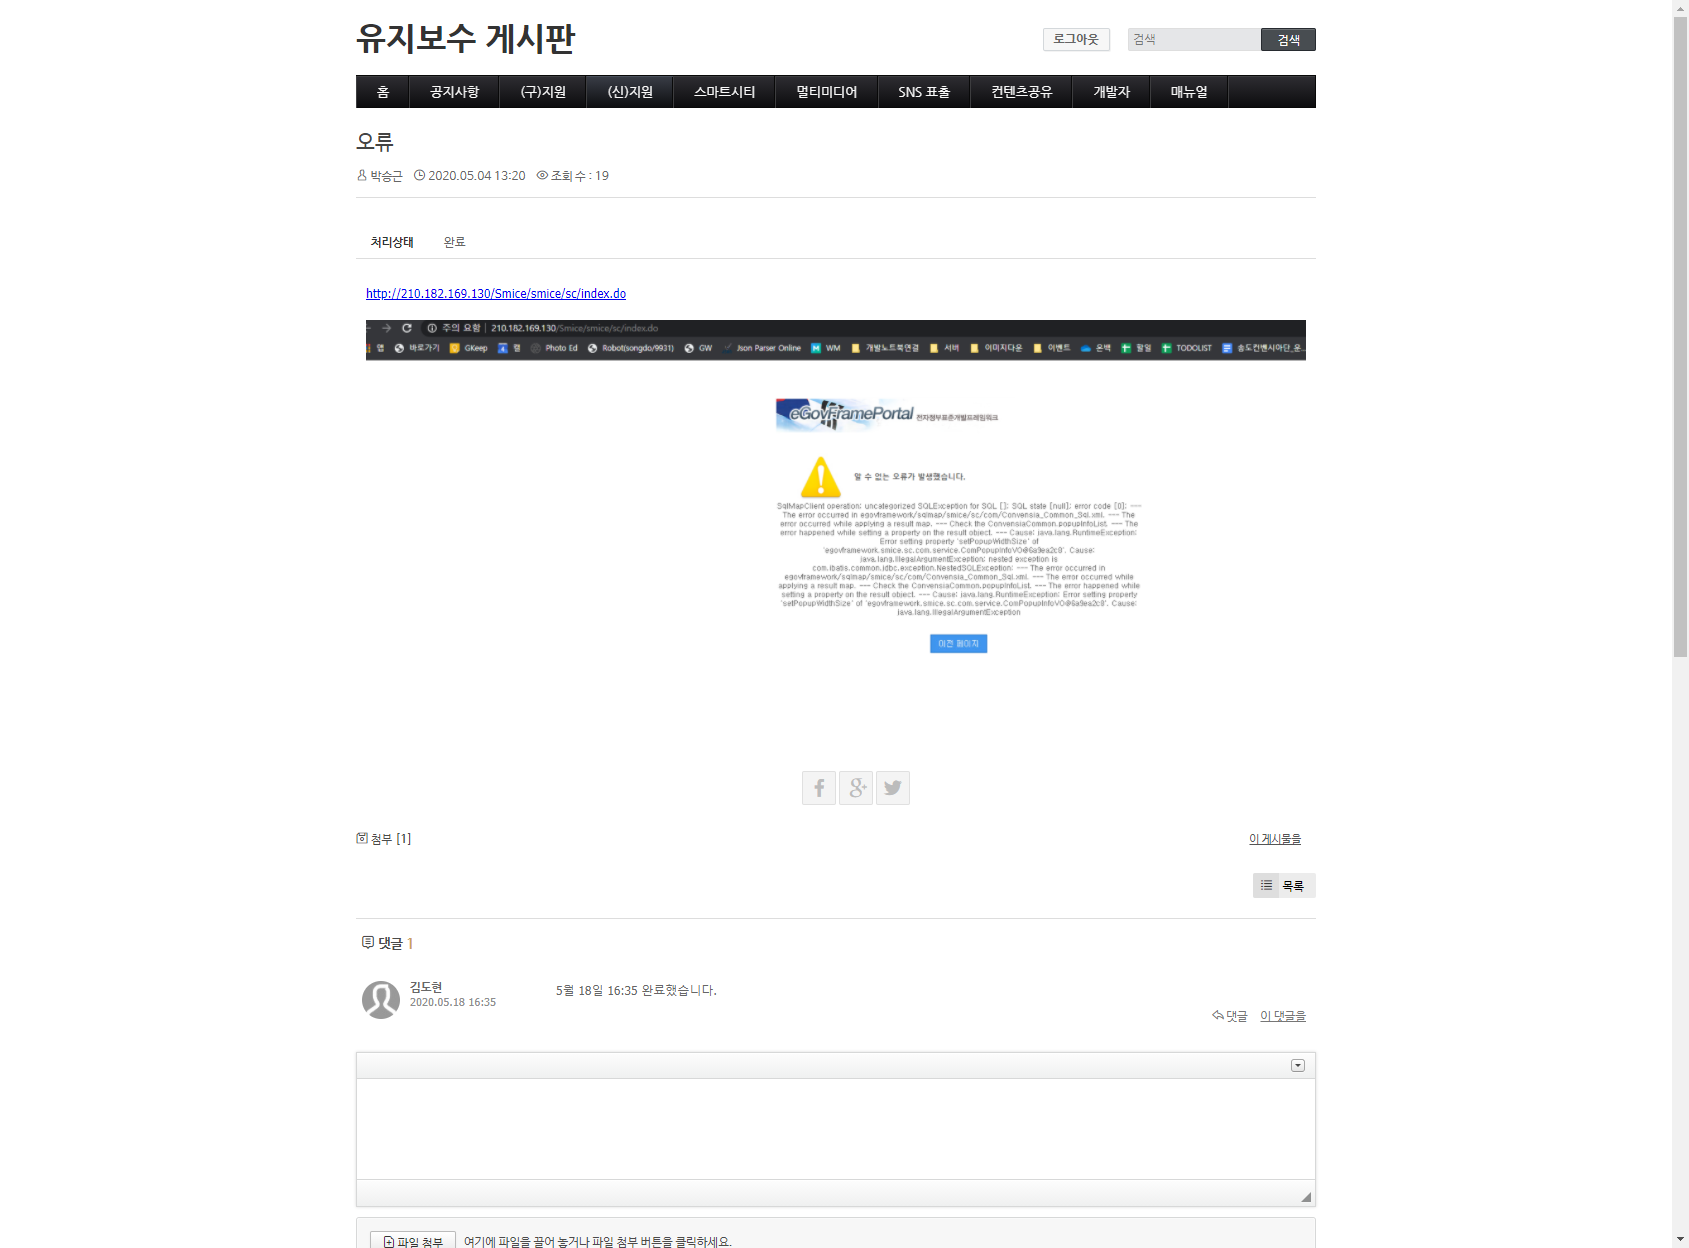 유지보수 게시판
로그아웃
검색
검색
홈 공지사항 (구)지원 (신)지원 스마트시티 멀티미디어 SNS 표출 컨텐츠공유 개발자 매뉴얼
오류
박승근 2020.05.04 13:20 조회 수 : 19
처리상태 완료
http://210.182.169.130/Smice/smice/sc/index.do
주의 요함 210.182.169.130/Smice/smice/sc/index.do
앱 바로가기 GKeep 캘 Photo Ed Robot(songdo/9931) GW Json Parser Online WM 개발노트북연결 서버 이미지다운 이벤트 은백 팔일 TODOLIST 송도컨벤시아단_운...
eGovFramePortal 전자정부표준개발프레임워크
알 수 없는 오류가 발생했습니다.
SqlMapClient operation; uncategorized SQLException for SQL []; SQL state [null]; error code [0]; ---
The error occurred in egovframework/sqlmap/smice/sc/com/Convensia_Common_Sql.xml. --- The
error occurred while applying a result map. --- Check the ConvensiaCommon.popupInfoList. --- The
error happened while setting a property on the result object. --- Cause: java.lang.RuntimeException:
Error setting property 'setPopupWidthSize' of
'egovframework.smice.sc.com.service.ComPopupInfoVO@6a9ea2c8'. Cause:
java.lang.IllegalArgumentException; nested exception is
com.ibatis.common.jdbc.exception.NestedSQLException: --- The error occurred in
egovframework/sqlmap/smice/sc/com/Convensia_Common_Sql.xml. --- The error occurred while
applying a result map. --- Check the ConvensiaCommon.popupInfoList. --- The error happened while
setting a property on the result object. --- Cause: java.lang.RuntimeException: Error setting property
'setPopupWidthSize' of 'egovframework.smice.sc.com.service.ComPopupInfoVO@6a9ea2c8'. Cause:
java.lang.IllegalArgumentException
이전 페이지
첨부 [1]
이 게시물을
목록
댓글 1
김도현
2020.05.18 16:35
5월 18일 16:35 완료했습니다.
댓글 이 댓글을
파일 첨부 여기에 파일을 끌어 놓거나 파일 첨부 버튼을 클릭하세요.